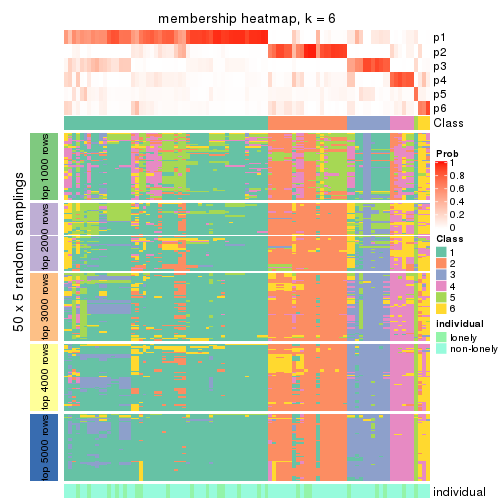 membership heatmap, k = 6
p1
p2
p3
p4
p5
p6
Class
50 x 5 random samplings
top 1000 rows
top 2000 rows
top 3000 rows
top 4000 rows
top 5000 rows
individual
Prob
1
0.8
0.6
0.4
0.2
0
Class
1
2
3
4
5
6
Individual
lonely
non-lonely